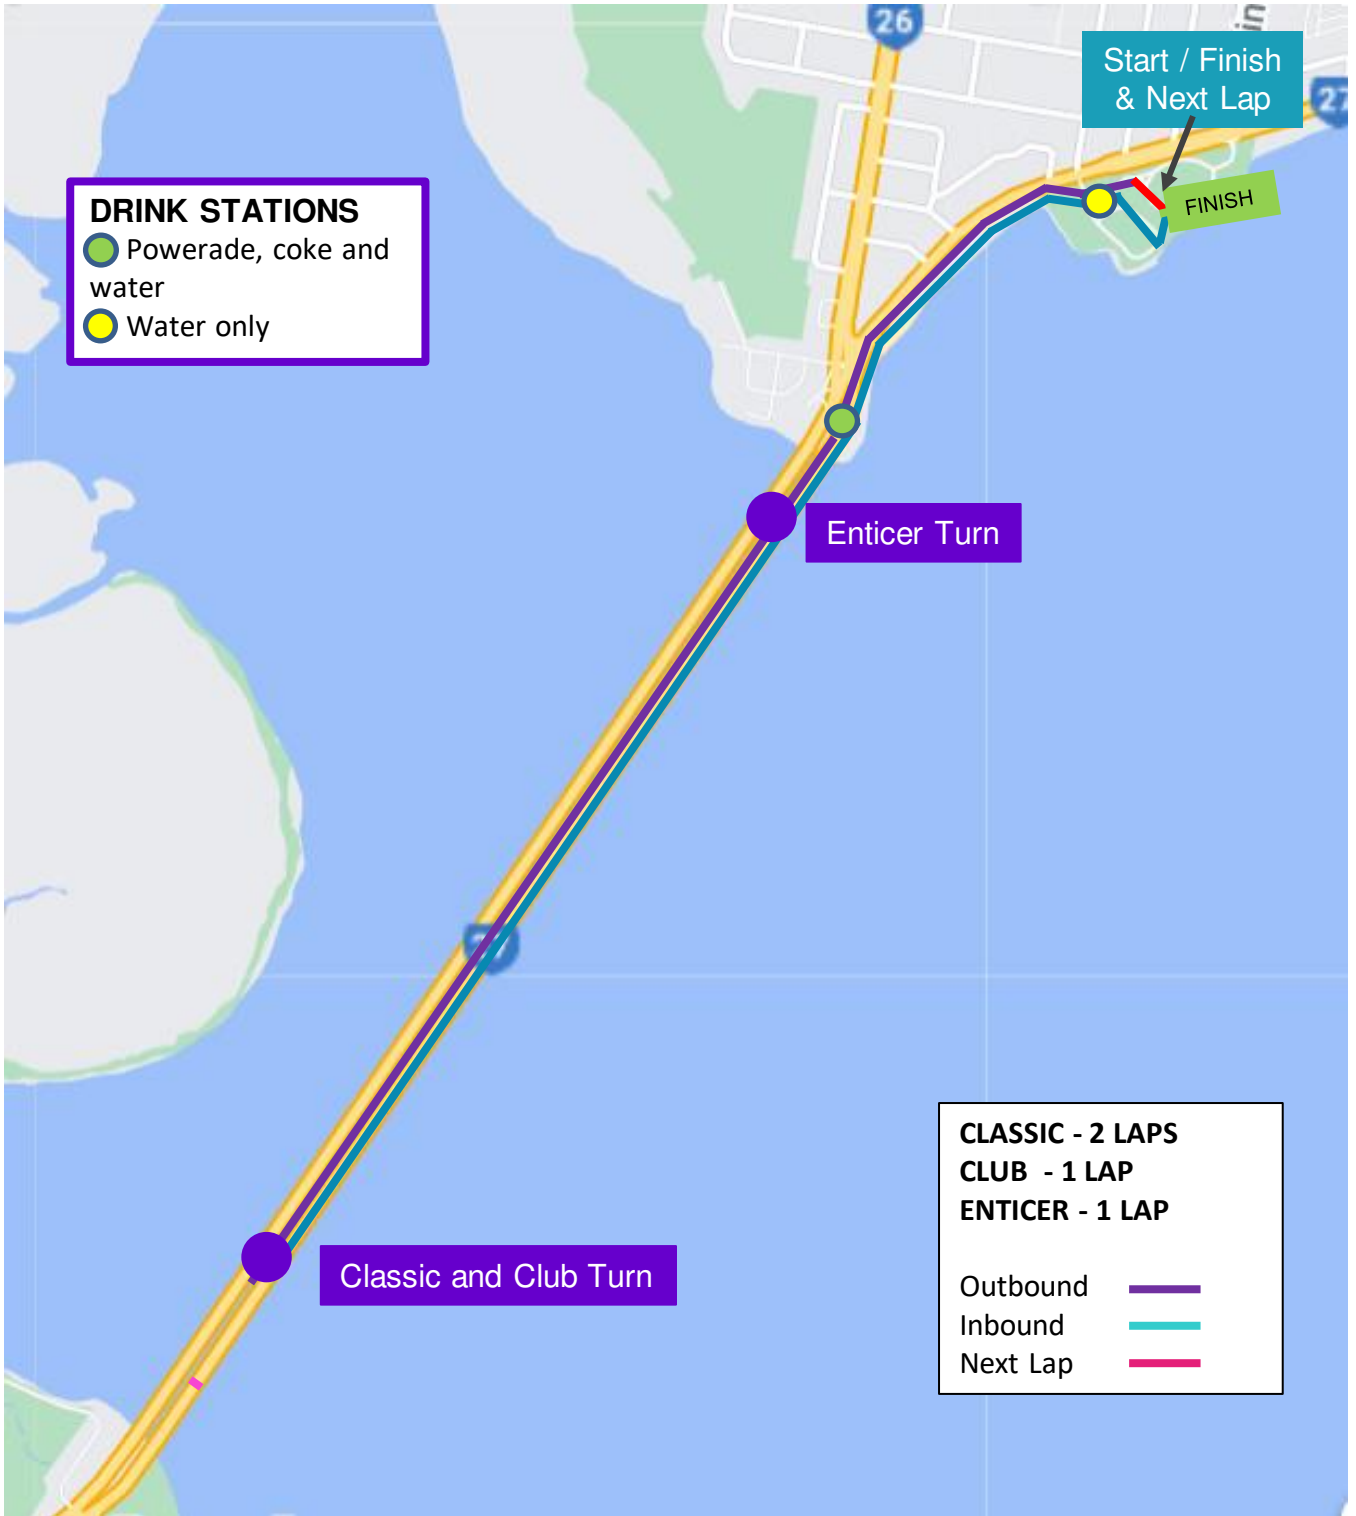 26
in
Start / Finish
& Next Lap
27
FINISH
DRINK STATIONS
Powerade, coke and
water
Water only
Enticer Turn
Classic and Club Turn
CLASSIC - 2 LAPS
CLUB - 1 LAP
ENTICER - 1 LAP
Outbound
Inbound
Next Lap